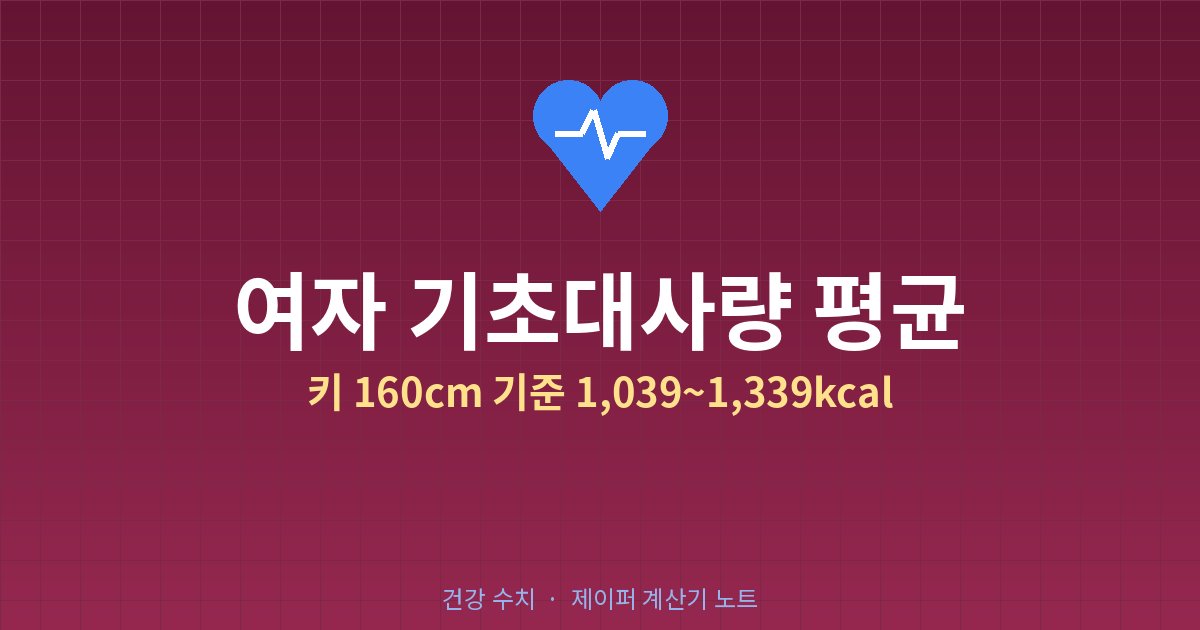 여자 기초대사량 평균
키 160cm 기준 1,039~1,339kcal
건강 수치 · 제이퍼 계산기 노트